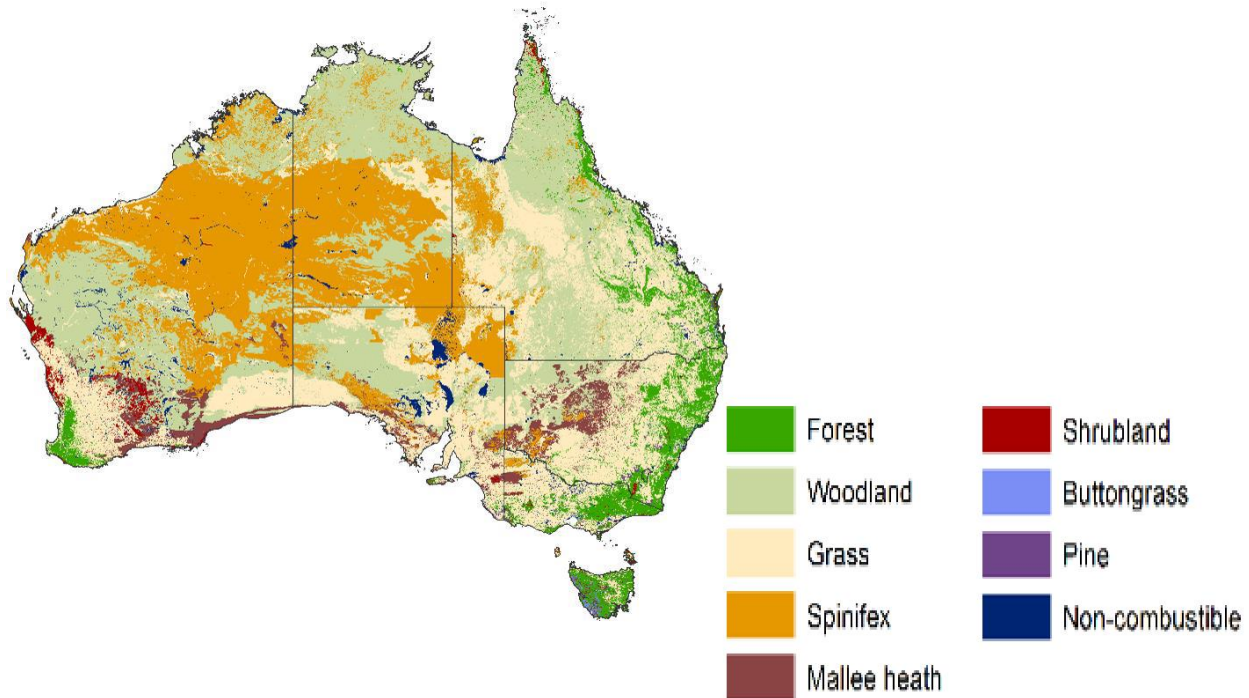 Forest
Woodland
Grass
Spinifex
Mallee heath
Shrubland
Buttongrass
Pine
Non-combustible